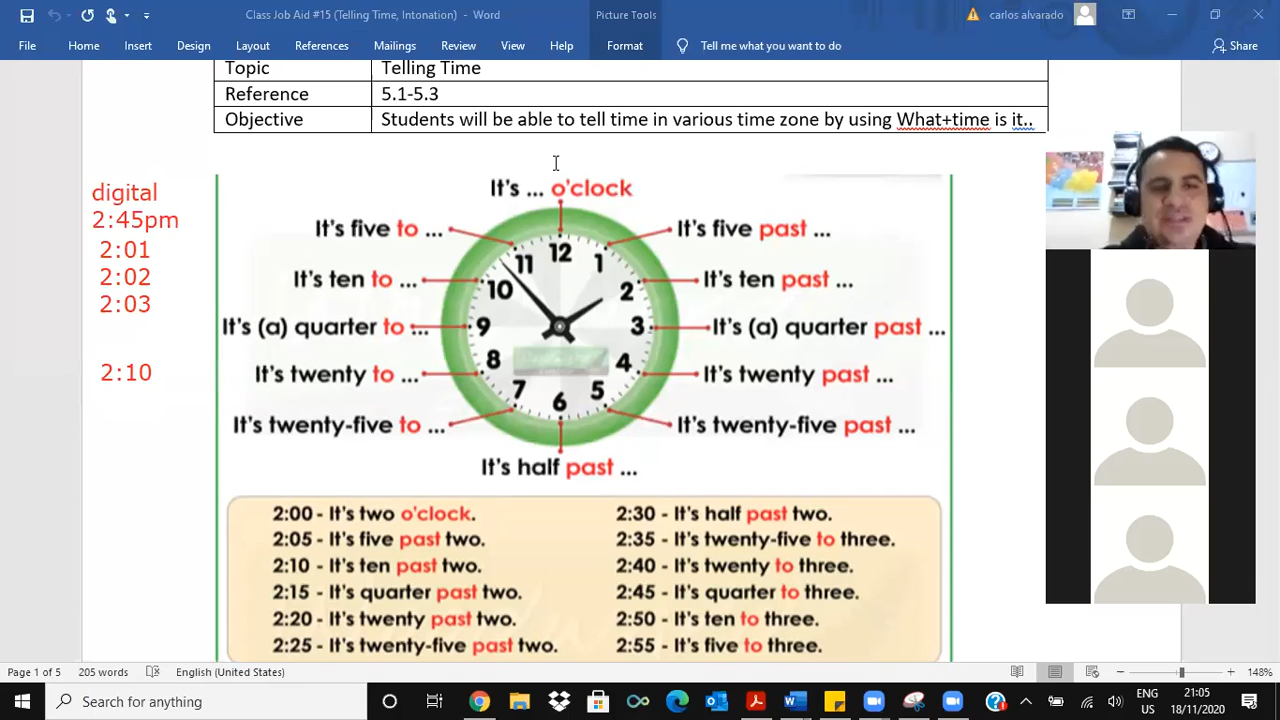 Class Job Aid #15 (Telling Time, Intonation) - Word
Picture Tools
carlos alvarado
File Home Insert Design Layout References Mailings Review View Help Format Tell me what you want to do Share
Topic Telling Time
Reference 5.1-5.3
Objective Students will be able to tell time in various time zone by using What+time is it..
digital
2:45pm
2:01
2:02
2:03
2:10
It's ... o'clock
It's five to ... It's five past ...
It's ten to ... It's ten past ...
It's (a) quarter to ... It's (a) quarter past ...
It's twenty to ... It's twenty past ...
It's twenty-five to ... It's twenty-five past ...
It's half past ...
12
1
2
3
4
5
6
7
8
9
10
11
2:00 - It's two o'clock.
2:05 - It's five past two.
2:10 - It's ten past two.
2:15 - It's quarter past two.
2:20 - It's twenty past two.
2:25 - It's twenty-five past two.
2:30 - It's half past two.
2:35 - It's twenty-five to three.
2:40 - It's twenty to three.
2:45 - It's quarter to three.
2:50 - It's ten to three.
2:55 - It's five to three.
Page 1 of 5 205 words English (United States) 148%
Search for anything
ENG
US
21:05
18/11/2020